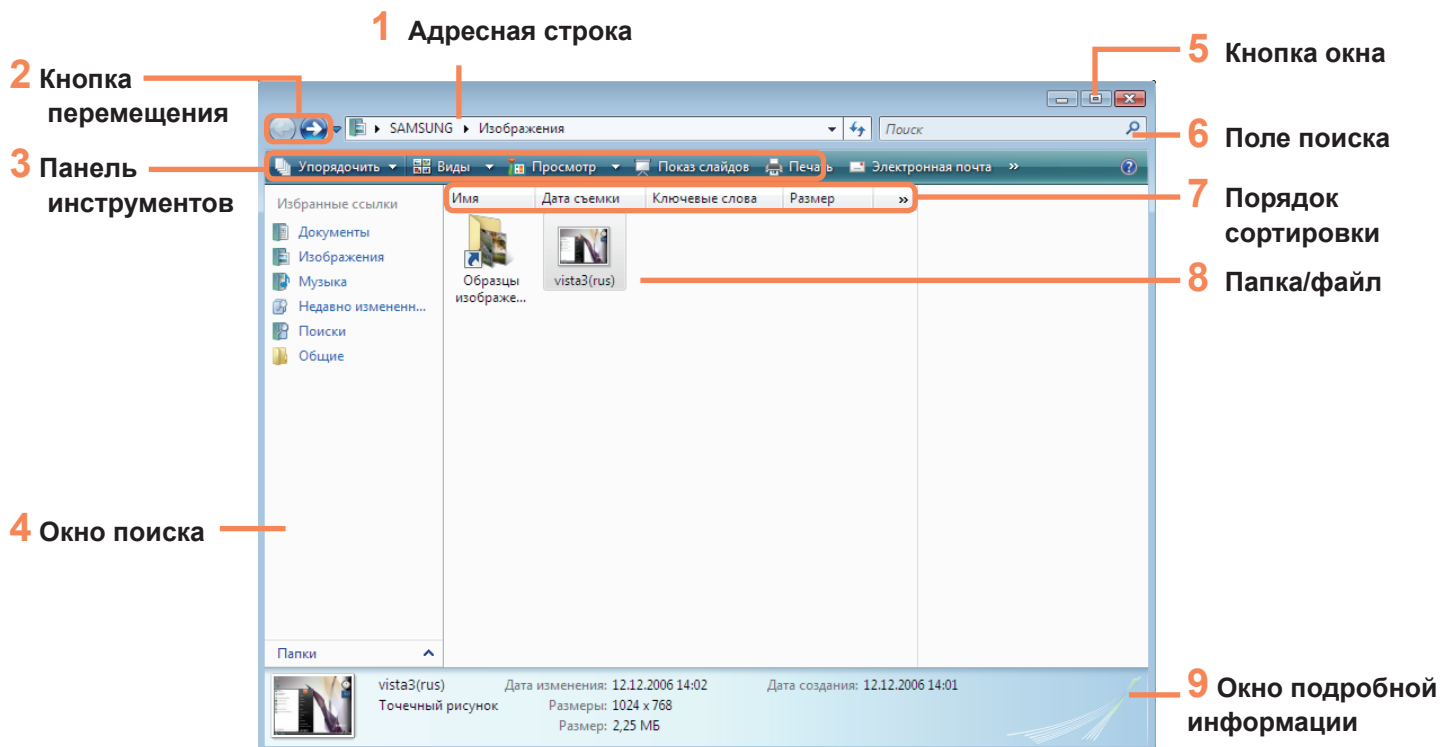 1 Адресная строка
2 Кнопка
перемещения
5 Кнопка окна
SAMSUNG Изображения
Поиск
6 Поле поиска
3 Панель
инструментов
Упорядочить Виды Просмотр Показ слайдов Печать Электронная почта »
Избранные ссылки
Имя Дата съемки Ключевые слова Размер »
7 Порядок
сортировки
Документы
Изображения
Музыка
Недавно измененн...
Поиски
Общие
Образцы
изображе...
vista3(rus)
8 Папка/файл
4 Окно поиска
Папки
vista3(rus) Дата изменения: 12.12.2006 14:02 Дата создания: 12.12.2006 14:01
Точечный рисунок Размеры: 1024 x 768
Размер: 2,25 МБ
9 Окно подробной
информации